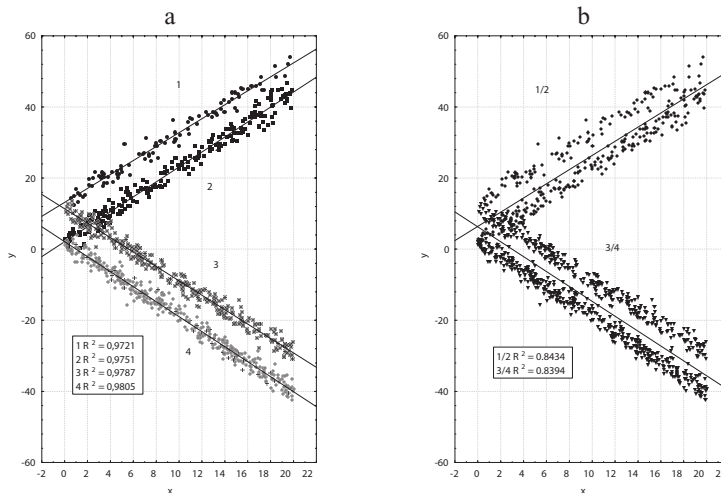 a
60
40
20
0
-20
-40
-60
y
-2 0 2 4 6 8 10 12 14 16 18 20 22
x
1
2
3
4
1 R² = 0,9721
2 R² = 0,9751
3 R² = 0,9787
4 R² = 0,9805
b
60
40
20
0
-20
-40
-60
y
-2 0 2 4 6 8 10 12 14 16 18 20 22
x
1/2
3/4
1/2 R² = 0.8434
3/4 R² = 0.8394